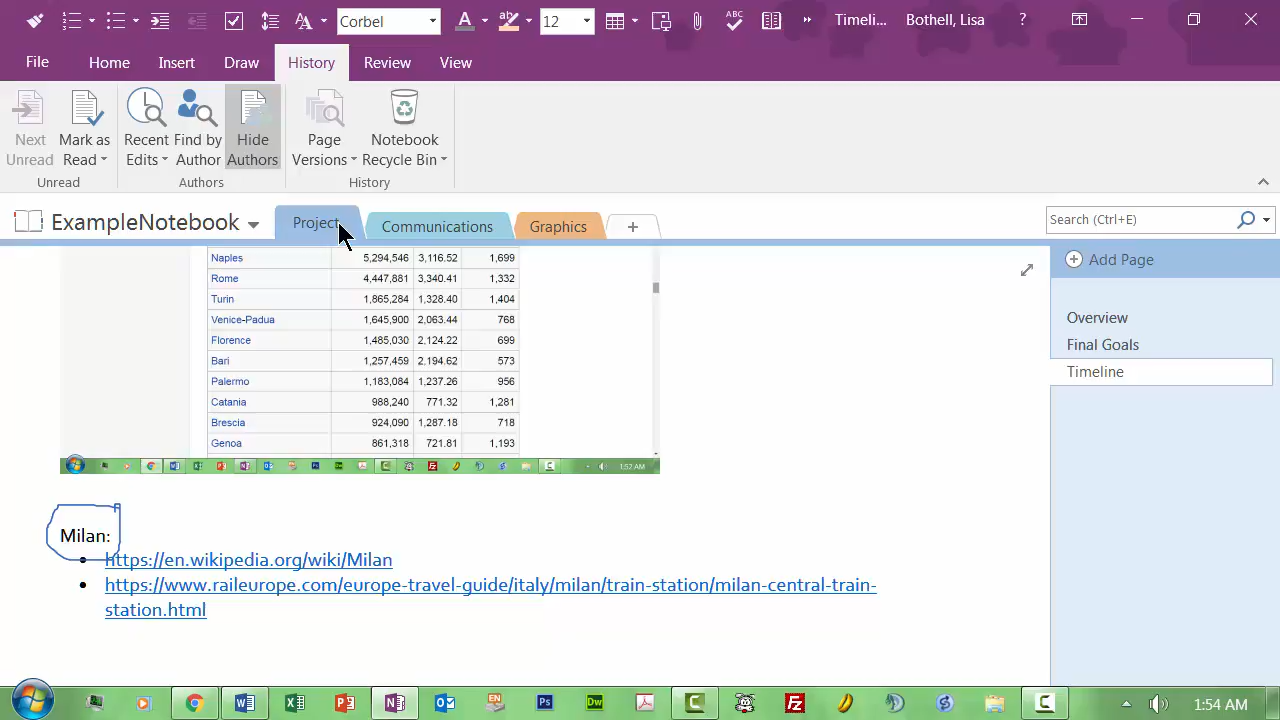 Corbel
A
ab
12
ABC
Timeli...
Bothell, Lisa
?
File
Home
Insert
Draw
History
Review
View
Next
Unread
Mark as
Read
Recent
Edits
Find by
Author
Hide
Authors
Page
Versions
Notebook
Recycle Bin
Unread
Authors
History
ExampleNotebook
Project
Communications
Graphics
+
Search (Ctrl+E)
Naples 5,294,546 3,116.52 1,699
Rome 4,447,881 3,340.41 1,332
Turin 1,865,284 1,328.40 1,404
Venice-Padua 1,645,900 2,063.44 768
Florence 1,485,030 2,124.22 699
Bari 1,257,459 2,194.62 573
Palermo 1,183,084 1,237.26 956
Catania 988,240 771.32 1,281
Brescia 924,090 1,287.18 718
Genoa 861,318 721.81 1,193
1:52 AM
Add Page
Overview
Final Goals
Timeline
Milan:
• https://en.wikipedia.org/wiki/Milan
• https://www.raileurope.com/europe-travel-guide/italy/milan/train-station/milan-central-train-
station.html
1:54 AM